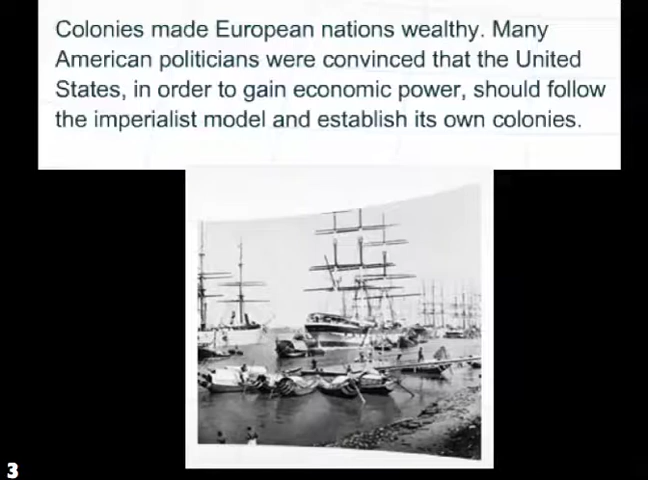 Colonies made European nations wealthy. Many
American politicians were convinced that the United
States, in order to gain economic power, should follow
the imperialist model and establish its own colonies.
3